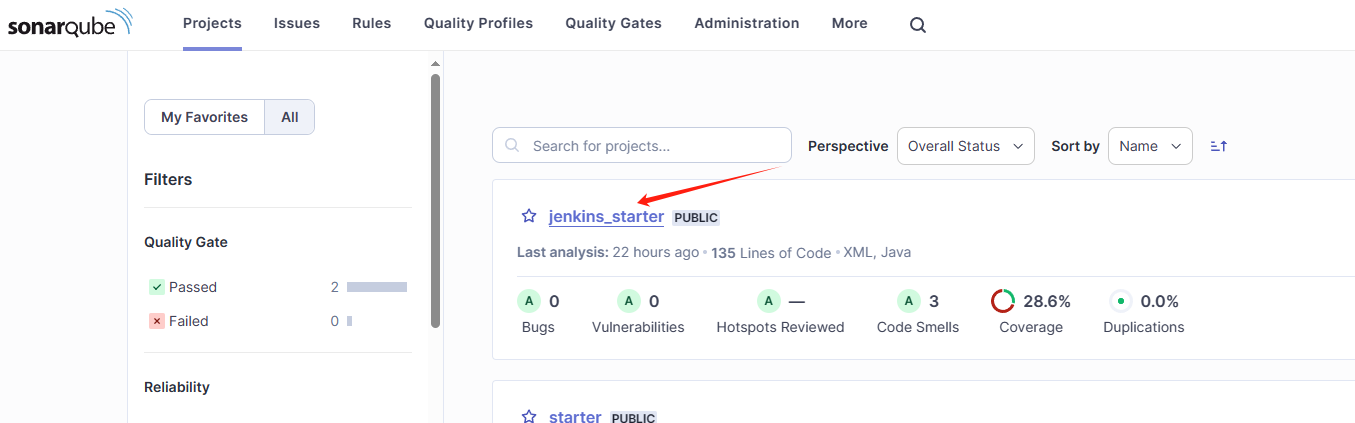 sonarqube Projects Issues Rules Quality Profiles Quality Gates Administration More
My Favorites All
Filters
Quality Gate
Passed 2
Failed 0
Reliability
Search for projects... Perspective Overall Status Sort by Name
jenkins_starter PUBLIC
Last analysis: 22 hours ago • 135 Lines of Code • XML, Java
A 0 A 0 A — A 3 28.6% 0.0%
Bugs Vulnerabilities Hotspots Reviewed Code Smells Coverage Duplications
starter PUBLIC